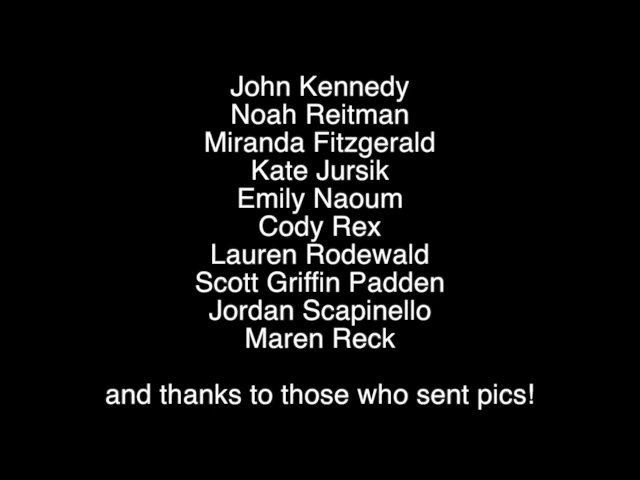 John Kennedy
Noah Reitman
Miranda Fitzgerald
Kate Jursik
Emily Naoum
Cody Rex
Lauren Rodewald
Scott Griffin Padden
Jordan Scapinello
Maren Reck
and thanks to those who sent pics!